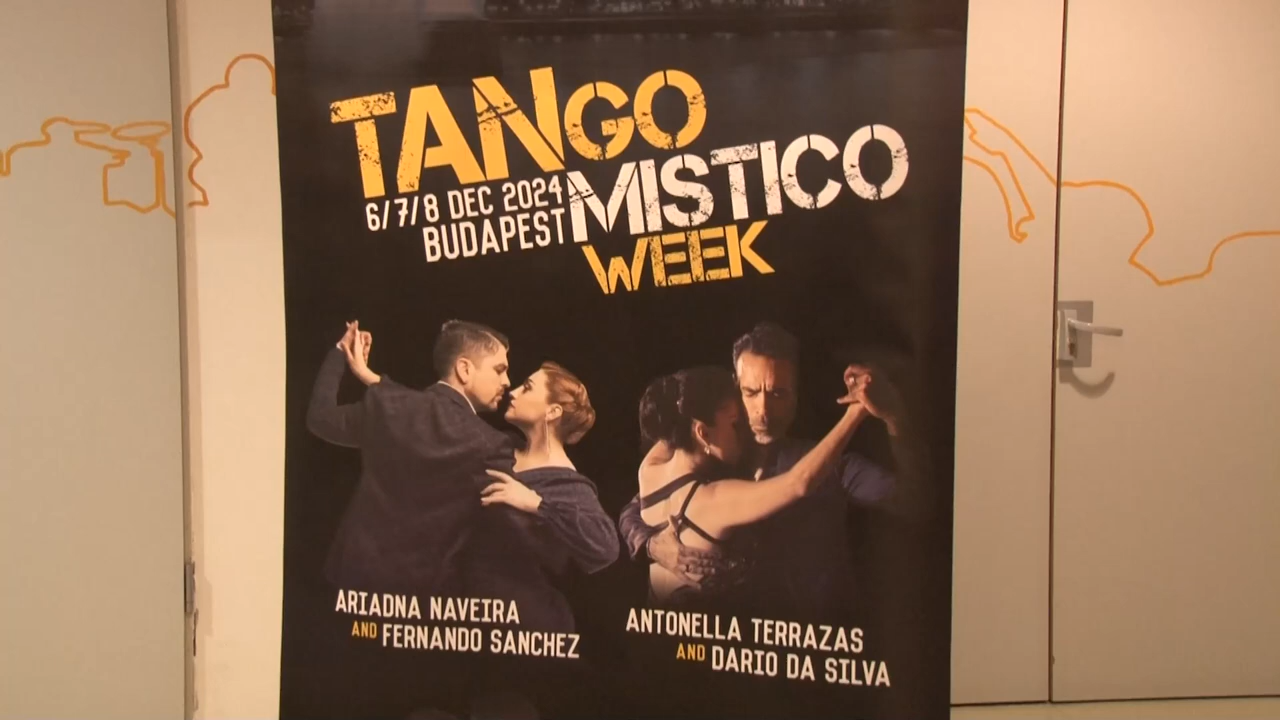 TANGO
MISTICO
6/7/8 DEC 2024
BUDAPEST
WEEK
ARIADNA NAVEIRA
AND FERNANDO SANCHEZ
ANTONELLA TERRAZAS
AND DARIO DA SILVA